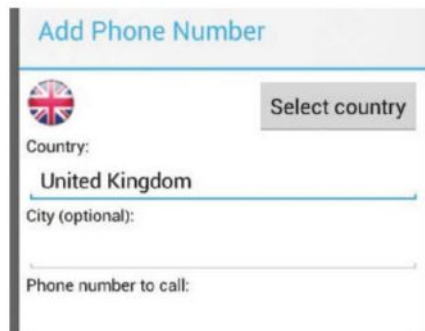 Add Phone Number
Select country
Country:
United Kingdom
City (optional):
Phone number to call: